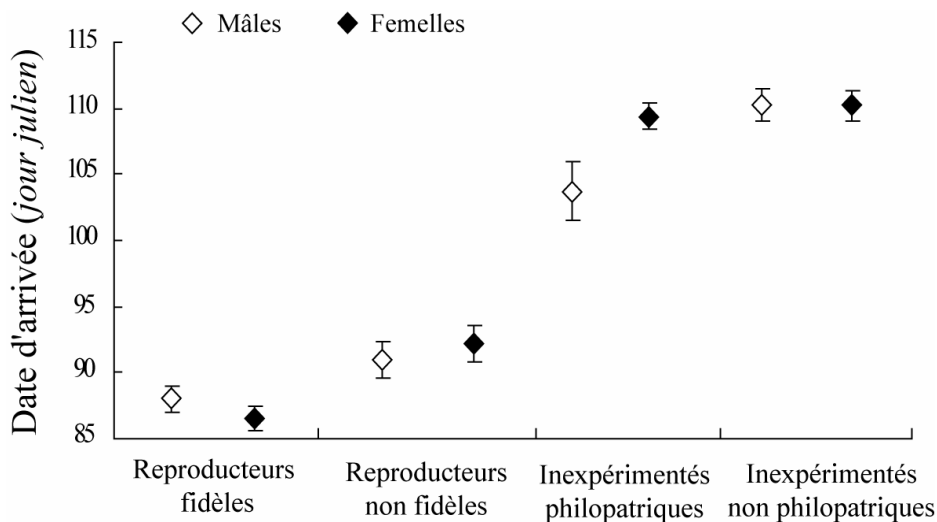 Mâles
Femelles
Date d'arrivée (jour julien)
115
110
105
100
95
90
85
Reproducteurs
fidèles
Reproducteurs
non fidèles
Inexpérimentés
philopatriques
Inexpérimentés
non philopatriques